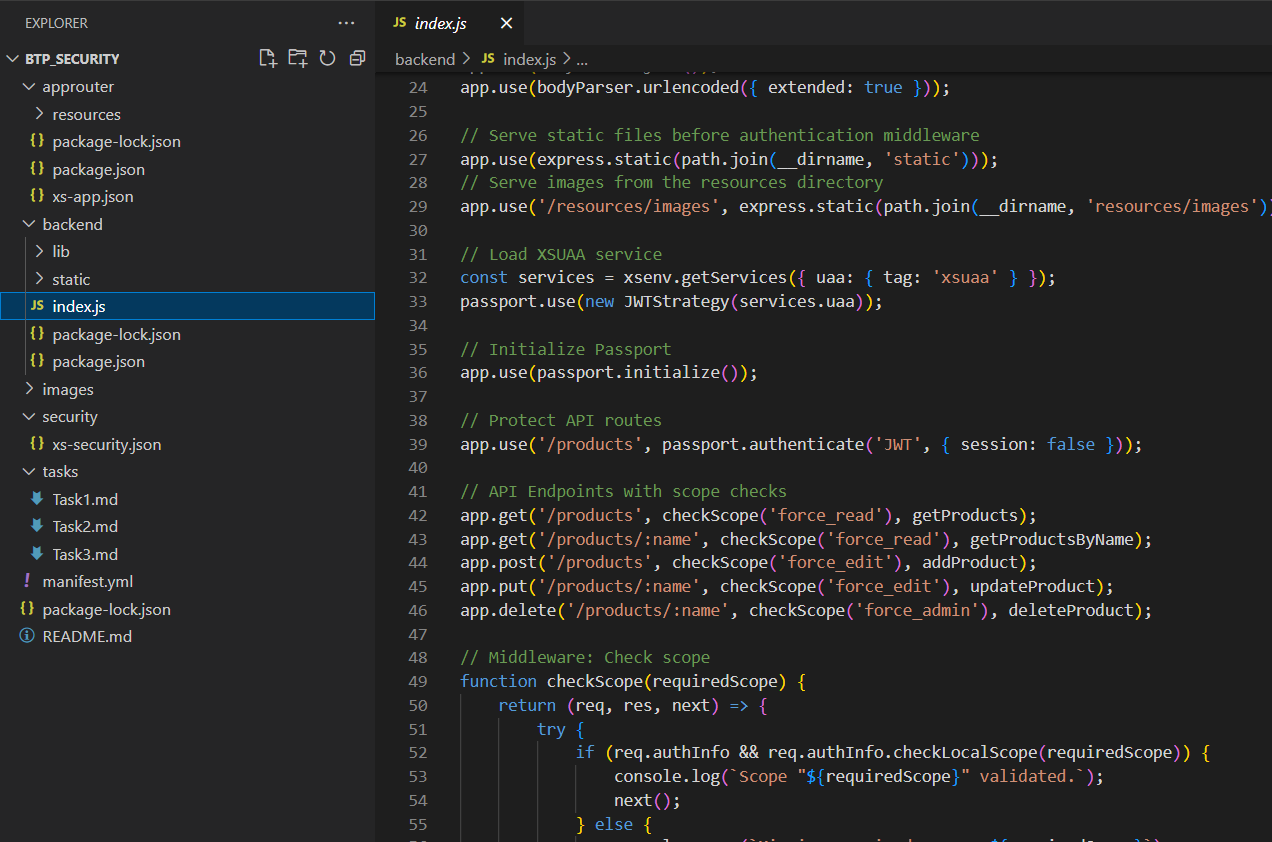 EXPLORER ...
BTP_SECURITY
approuter
resources
{} package-lock.json
{} package.json
{} xs-app.json
backend
lib
static
JS index.js
{} package-lock.json
{} package.json
images
security
{} xs-security.json
tasks
Task1.md
Task2.md
Task3.md
! manifest.yml
{} package-lock.json
README.md
JS index.js
backend > JS index.js > ...
24 app.use(bodyParser.urlencoded({ extended: true }));
25
26 // Serve static files before authentication middleware
27 app.use(express.static(path.join(__dirname, 'static')));
28 // Serve images from the resources directory
29 app.use('/resources/images', express.static(path.join(__dirname, 'resources/images'))
30
31 // Load XSUAA service
32 const services = xsenv.getServices({ uaa: { tag: 'xsuaa' } });
33 passport.use(new JWTStrategy(services.uaa));
34
35 // Initialize Passport
36 app.use(passport.initialize());
37
38 // Protect API routes
39 app.use('/products', passport.authenticate('JWT', { session: false }));
40
41 // API Endpoints with scope checks
42 app.get('/products', checkScope('force_read'), getProducts);
43 app.get('/products/:name', checkScope('force_read'), getProductsByName);
44 app.post('/products', checkScope('force_edit'), addProduct);
45 app.put('/products/:name', checkScope('force_edit'), updateProduct);
46 app.delete('/products/:name', checkScope('force_admin'), deleteProduct);
47
48 // Middleware: Check scope
49 function checkScope(requiredScope) {
50 return (req, res, next) => {
51 try {
52 if (req.authInfo && req.authInfo.checkLocalScope(requiredScope)) {
53 console.log(`Scope "${requiredScope}" validated.`);
54 next();
55 } else {